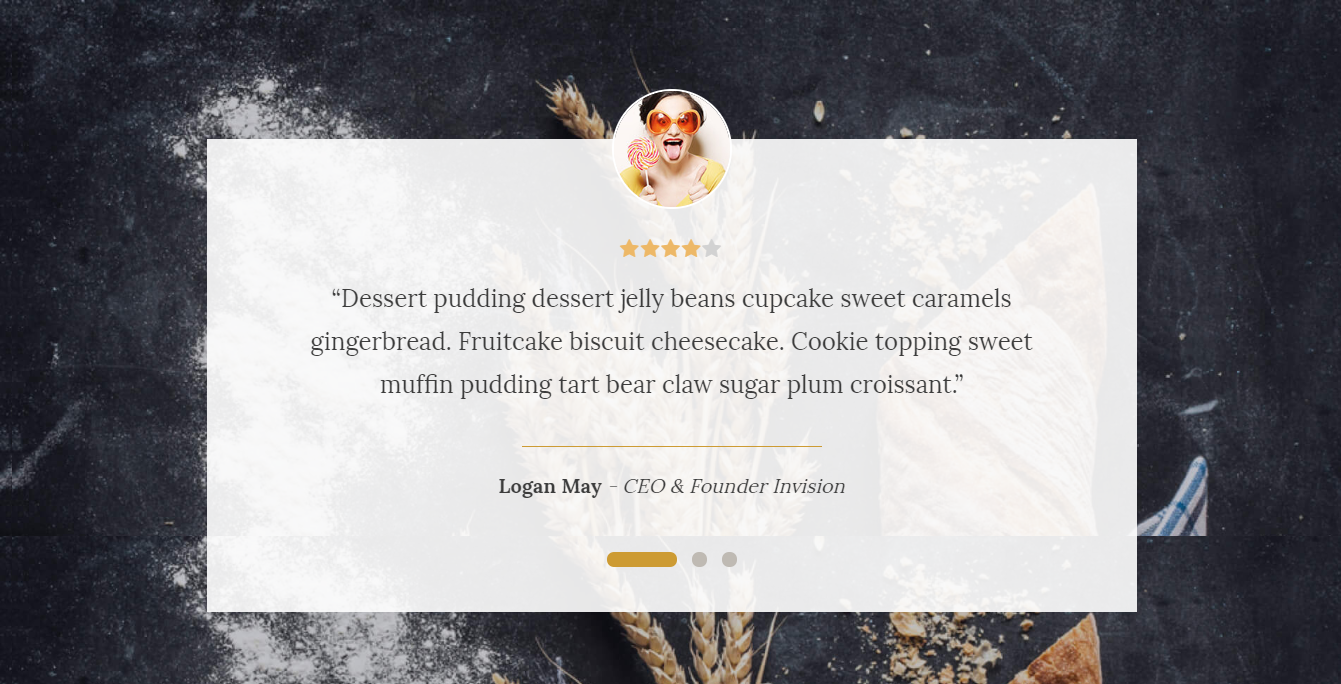 “Dessert pudding dessert jelly beans cupcake sweet caramels
gingerbread. Fruitcake biscuit cheesecake. Cookie topping sweet
muffin pudding tart bear claw sugar plum croissant.”
Logan May - CEO & Founder Invision